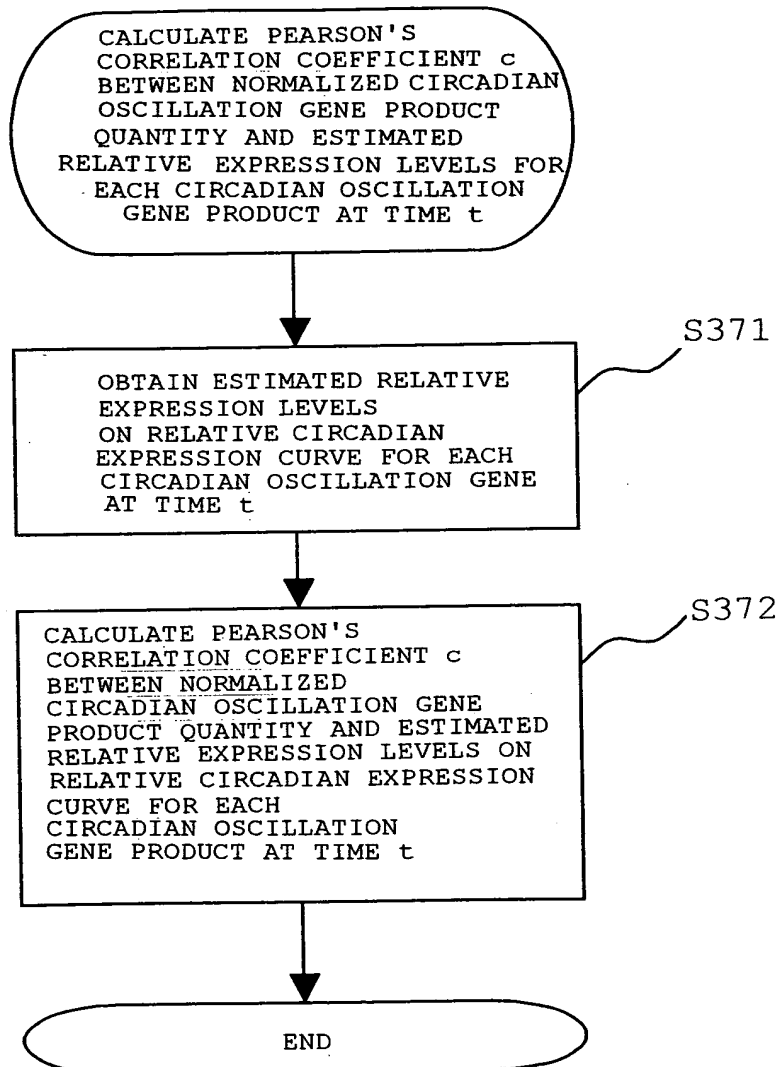 CALCULATE PEARSON'S
CORRELATION COEFFICIENT c
BETWEEN NORMALIZED CIRCADIAN
OSCILLATION GENE PRODUCT
QUANTITY AND ESTIMATED
RELATIVE EXPRESSION LEVELS FOR
EACH CIRCADIAN OSCILLATION
GENE PRODUCT AT TIME t
S371
OBTAIN ESTIMATED RELATIVE
EXPRESSION LEVELS
ON RELATIVE CIRCADIAN
EXPRESSION CURVE FOR EACH
CIRCADIAN OSCILLATION GENE
AT TIME t
S372
CALCULATE PEARSON'S
CORRELATION COEFFICIENT c
BETWEEN NORMALIZED
CIRCADIAN OSCILLATION GENE
PRODUCT QUANTITY AND ESTIMATED
RELATIVE EXPRESSION LEVELS ON
RELATIVE CIRCADIAN EXPRESSION
CURVE FOR EACH
CIRCADIAN OSCILLATION
GENE PRODUCT AT TIME t
END